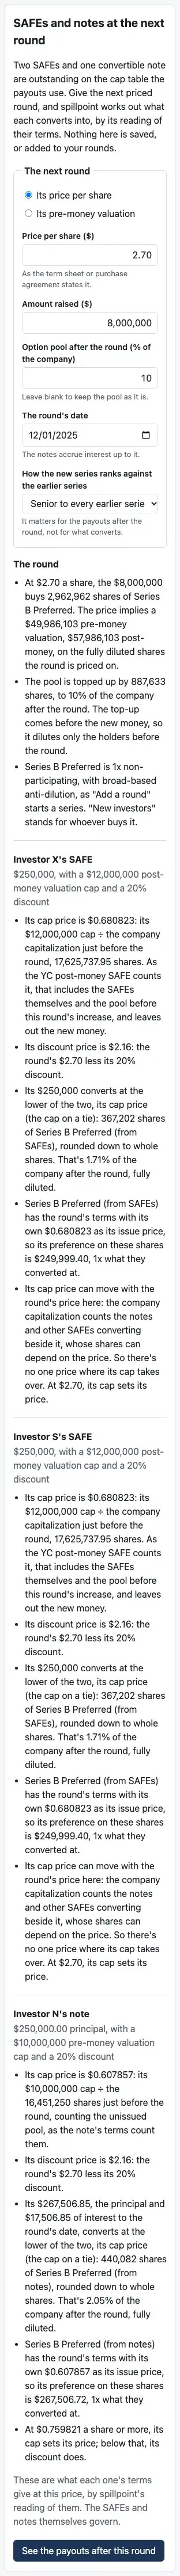 SAFEs and notes at the next
round
Two SAFEs and one convertible note
are outstanding on the cap table the
payouts use. Give the next priced
round, and spillpoint works out what
each converts into, by its reading of
their terms. Nothing here is saved,
or added to your rounds.
The next round
Its price per share
Its pre-money valuation
Price per share ($)
2.70
As the term sheet or purchase
agreement states it.
Amount raised ($)
8,000,000
Option pool after the round (% of
the company)
10
Leave blank to keep the pool as it is.
The round's date
12/01/2025
The notes accrue interest up to it.
How the new series ranks against
the earlier series
Senior to every earlier serie
It matters for the payouts after the
round, not for what converts.
The round
• At $2.70 a share, the $8,000,000
buys 2,962,962 shares of Series
B Preferred. The price implies a
$49,986,103 pre-money
valuation, $57,986,103 post-
money, on the fully diluted shares
the round is priced on.
• The pool is topped up by 887,633
shares, to 10% of the company
after the round. The top-up
comes before the new money, so
it dilutes only the holders before
the round.
• Series B Preferred is 1x non-
participating, with broad-based
anti-dilution, as "Add a round"
starts a series. "New investors"
stands for whoever buys it.
Investor X's SAFE
$250,000, with a $12,000,000 post-
money valuation cap and a 20%
discount
• Its cap price is $0.680823: its
$12,000,000 cap ÷ the company
capitalization just before the
round, 17,625,737.95 shares. As
the YC post-money SAFE counts
it, that includes the SAFEs
themselves and the pool before
this round's increase, and leaves
out the new money.
• Its discount price is $2.16: the
round's $2.70 less its 20%
discount.
• Its $250,000 converts at the
lower of the two, its cap price
(the cap on a tie): 367,202 shares
of Series B Preferred (from
SAFEs), rounded down to whole
shares. That's 1.71% of the
company after the round, fully
diluted.
• Series B Preferred (from SAFEs)
has the round's terms with its
own $0.680823 as its issue price,
so its preference on these shares
is $249,999.40, 1x what they
converted at.
• Its cap price can move with the
round's price here: the company
capitalization counts the notes
and other SAFEs converting
beside it, whose shares can
depend on the price. So there's
no one price where its cap takes
over. At $2.70, its cap sets its
price.
Investor S's SAFE
$250,000, with a $12,000,000 post-
money valuation cap and a 20%
discount
• Its cap price is $0.680823: its
$12,000,000 cap ÷ the company
capitalization just before the
round, 17,625,737.95 shares. As
the YC post-money SAFE counts
it, that includes the SAFEs
themselves and the pool before
this round's increase, and leaves
out the new money.
• Its discount price is $2.16: the
round's $2.70 less its 20%
discount.
• Its $250,000 converts at the
lower of the two, its cap price
(the cap on a tie): 367,202 shares
of Series B Preferred (from
SAFEs), rounded down to whole
shares. That's 1.71% of the
company after the round, fully
diluted.
• Series B Preferred (from SAFEs)
has the round's terms with its
own $0.680823 as its issue price,
so its preference on these shares
is $249,999.40, 1x what they
converted at.
• Its cap price can move with the
round's price here: the company
capitalization counts the notes
and other SAFEs converting
beside it, whose shares can
depend on the price. So there's
no one price where its cap takes
over. At $2.70, its cap sets its
price.
Investor N's note
$250,000.00 principal, with a
$10,000,000 pre-money valuation
cap and a 20% discount
• Its cap price is $0.607857: its
$10,000,000 cap ÷ the
16,451,250 shares just before the
round, counting the unissued
pool, as the note's terms count
them.
• Its discount price is $2.16: the
round's $2.70 less its 20%
discount.
• Its $267,506.85, the principal and
$17,506.85 of interest to the
round's date, converts at the
lower of the two, its cap price
(the cap on a tie): 440,082 shares
of Series B Preferred (from
notes), rounded down to whole
shares. That's 2.05% of the
company after the round, fully
diluted.
• Series B Preferred (from notes)
has the round's terms with its
own $0.607857 as its issue price,
so its preference on these shares
is $267,506.72, 1x what they
converted at.
• At $0.759821 a share or more, its
cap sets its price; below that, its
discount does.
These are what each one's terms
give at this price, by spillpoint's
reading of them. The SAFEs and
notes themselves govern.
See the payouts after this round